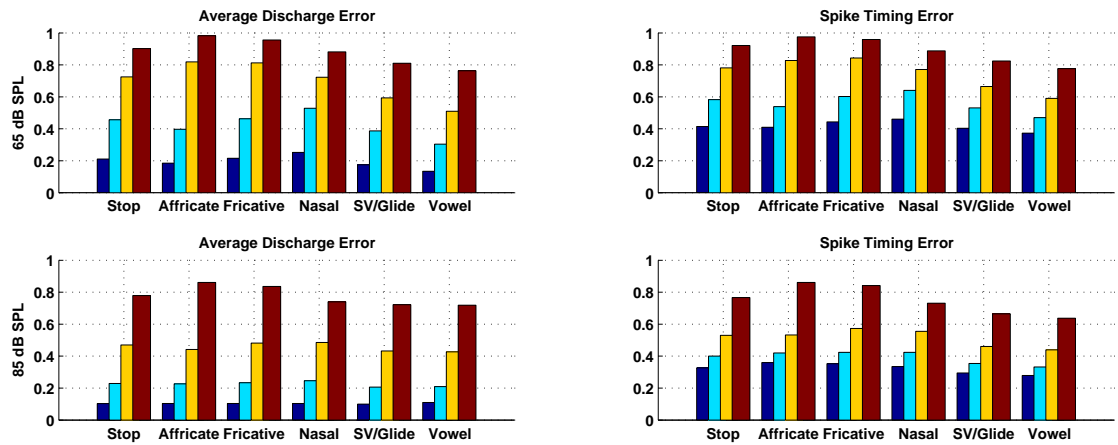 Average Discharge Error
Spike Timing Error
65 dB SPL
1
0.8
0.6
0.4
0.2
0
Stop Affricate Fricative Nasal SV/Glide Vowel
1
0.8
0.6
0.4
0.2
0
Stop Affricate Fricative Nasal SV/Glide Vowel
Average Discharge Error
Spike Timing Error
85 dB SPL
1
0.8
0.6
0.4
0.2
0
Stop Affricate Fricative Nasal SV/Glide Vowel
1
0.8
0.6
0.4
0.2
0
Stop Affricate Fricative Nasal SV/Glide Vowel